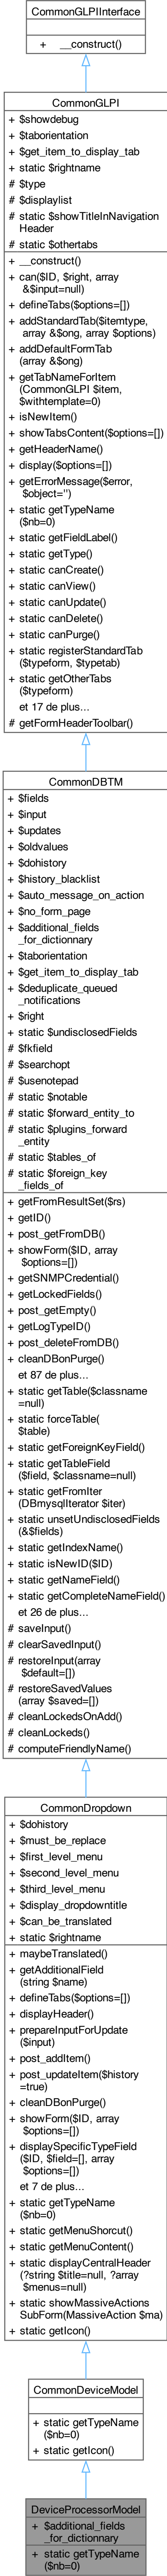 CommonGLPIInterface
+ __construct()
CommonGLPI
+ $showdebug
+ $taborientation
+ $get_item_to_display_tab
+ static $rightname
# $type
# $displaylist
# static $showTitleInNavigation
Header
# static $othertabs
+ __construct()
+ can($ID, $right, array
&$input=null)
+ defineTabs($options=[])
+ addStandardTab($itemtype,
array &$ong, array $options)
+ addDefaultFormTab
(array &$ong)
+ getTabNameForItem
(CommonGLPI $item,
$withtemplate=0)
+ isNewItem()
+ showTabsContent($options=[])
+ getHeaderName()
+ display($options=[])
+ getErrorMessage($error,
$object='')
+ static getTypeName
($nb=0)
+ static getFieldLabel()
+ static getType()
+ static canCreate()
+ static canView()
+ static canUpdate()
+ static canDelete()
+ static canPurge()
+ static registerStandardTab
($typeform, $typetab)
+ static getOtherTabs
($typeform)
et 17 de plus...
# getFormHeaderToolbar()
CommonDBTM
+ $fields
+ $input
+ $updates
+ $oldvalues
+ $dohistory
+ $history_blacklist
+ $auto_message_on_action
+ $no_form_page
+ $additional_fields
_for_dictionnary
+ $taborientation
+ $get_item_to_display_tab
+ $deduplicate_queued
_notifications
+ $right
+ static $undisclosedFields
# $fkfield
# $searchopt
# $usenotepad
# static $notable
# static $forward_entity_to
# static $plugins_forward
_entity
# static $tables_of
# static $foreign_key
_fields_of
+ getFromResultSet($rs)
+ getID()
+ post_getFromDB()
+ showForm($ID, array
$options=[])
+ getSNMPCredential()
+ getLockedFields()
+ post_getEmpty()
+ getLogTypeID()
+ post_deleteFromDB()
+ cleanDBonPurge()
et 87 de plus...
+ static getTable($classname
=null)
+ static forceTable(
$table)
+ static getForeignKeyField()
+ static getTableField
($field, $classname=null)
+ static getFromIter
(DBmysqlIterator $iter)
+ static unsetUndisclosedFields
(&$fields)
+ static getIndexName()
+ static isNewID($ID)
+ static getNameField()
+ static getCompleteNameField()
et 26 de plus...
# saveInput()
# clearSavedInput()
# restoreInput(array
$default=[])
# restoreSavedValues
(array $saved=[])
# cleanLockedsOnAdd()
# cleanLockeds()
# computeFriendlyName()
CommonDropdown
+ $dohistory
+ $must_be_replace
+ $first_level_menu
+ $second_level_menu
+ $third_level_menu
+ $display_dropdowntitle
+ $can_be_translated
+ static $rightname
+ maybeTranslated()
+ getAdditionalField
(string $name)
+ defineTabs($options=[])
+ displayHeader()
+ prepareInputForUpdate
($input)
+ post_addItem()
+ post_updateItem($history
=true)
+ cleanDBonPurge()
+ showForm($ID, array
$options=[])
+ displaySpecificTypeField
($ID, $field=[], array
$options=[])
et 7 de plus...
+ static getTypeName
($nb=0)
+ static getMenuShorcut()
+ static getMenuContent()
+ static displayCentralHeader
(?string $title=null, ?array
$menus=null)
+ static showMassiveActions
SubForm(MassiveAction $ma)
+ static getIcon()
CommonDeviceModel
+ static getTypeName
($nb=0)
+ static getIcon()
DeviceProcessorModel
+ $additional_fields
_for_dictionnary
+ static getTypeName
($nb=0)